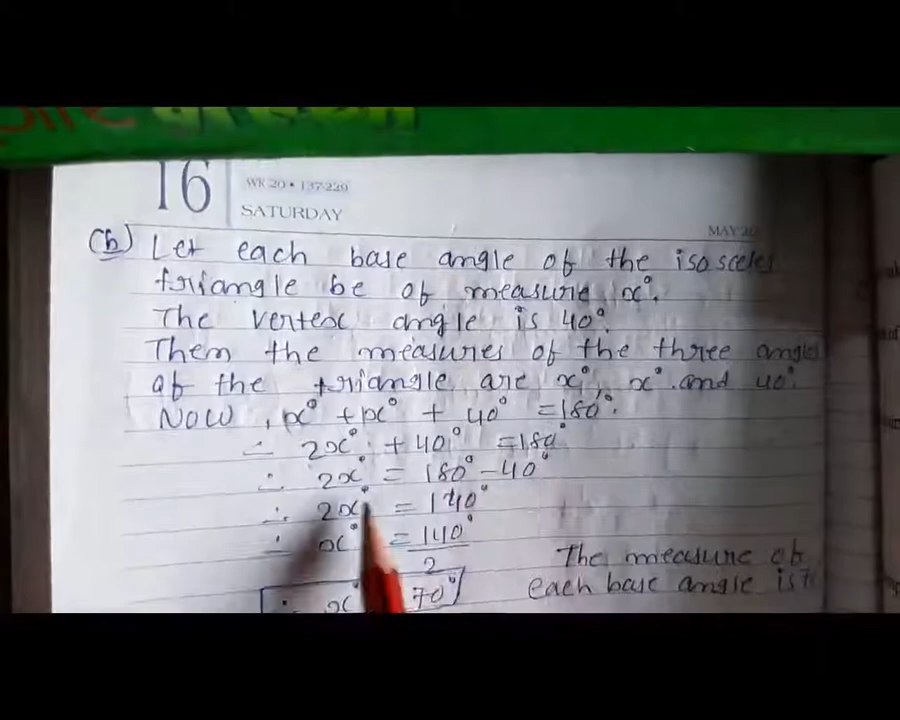 16
WK 20 • 137-229
SATURDAY
MAY 20
(b) Let each base angle of the isosceles
triangle be of measure x°.
The vertex angle is 40°.
Them the measures of the three angles
of the triangle are x°, x° and 40°.
Now, x° + x° + 40° = 180°.
∴ 2x° + 40° = 180°
∴ 2x° = 180° - 40°
∴ 2x° = 140°
∴ x° = 140°
2
∴ x° 70°
The measure of
each base angle is